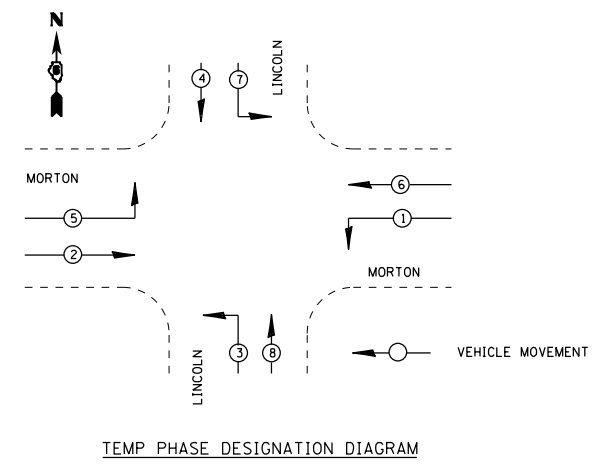 N
4 7
LINCOLN
MORTON
6
5
1
2
MORTON
3 8
VEHICLE MOVEMENT
LINCOLN
TEMP PHASE DESIGNATION DIAGRAM